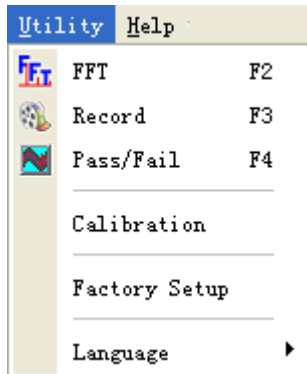 Utility Help
FFT F2
Record F3
Pass/Fail F4
Calibration
Factory Setup
Language